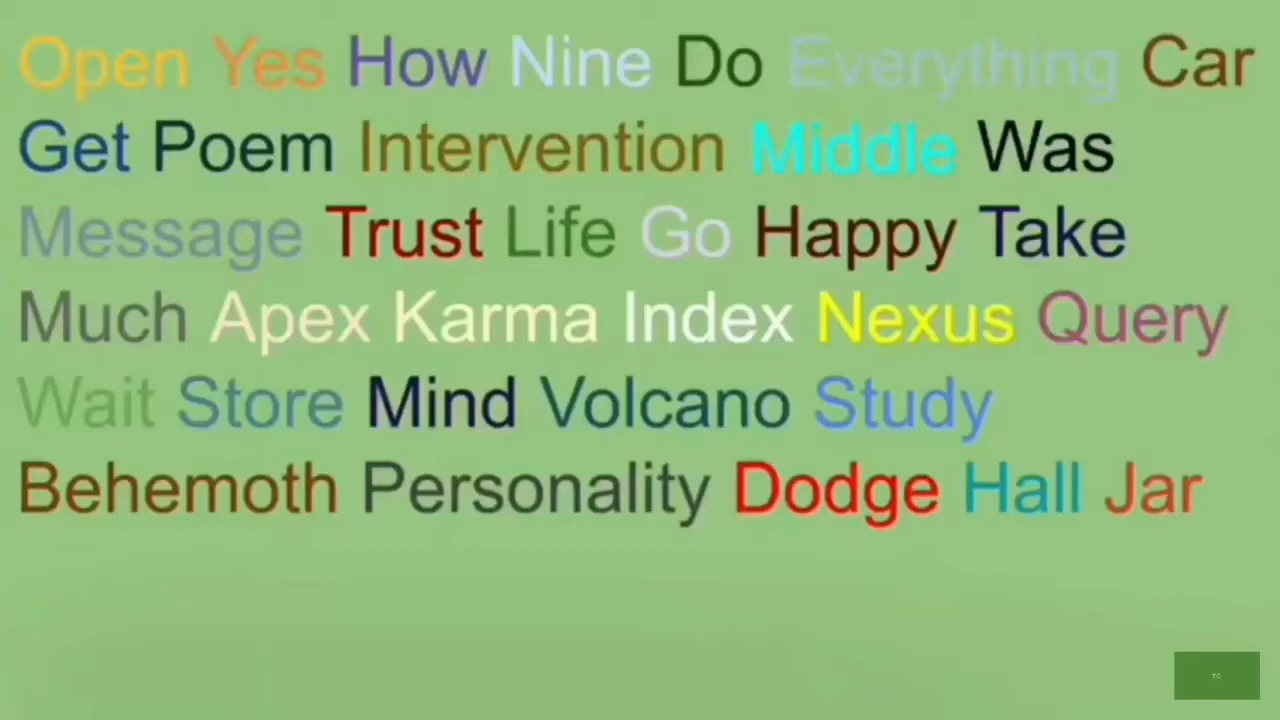 Open Yes How Nine Do Everything Car
Get Poem Intervention Middle Was
Message Trust Life Go Happy Take
Much Apex Karma Index Nexus Query
Wait Store Mind Volcano Study
Behemoth Personality Dodge Hall Jar